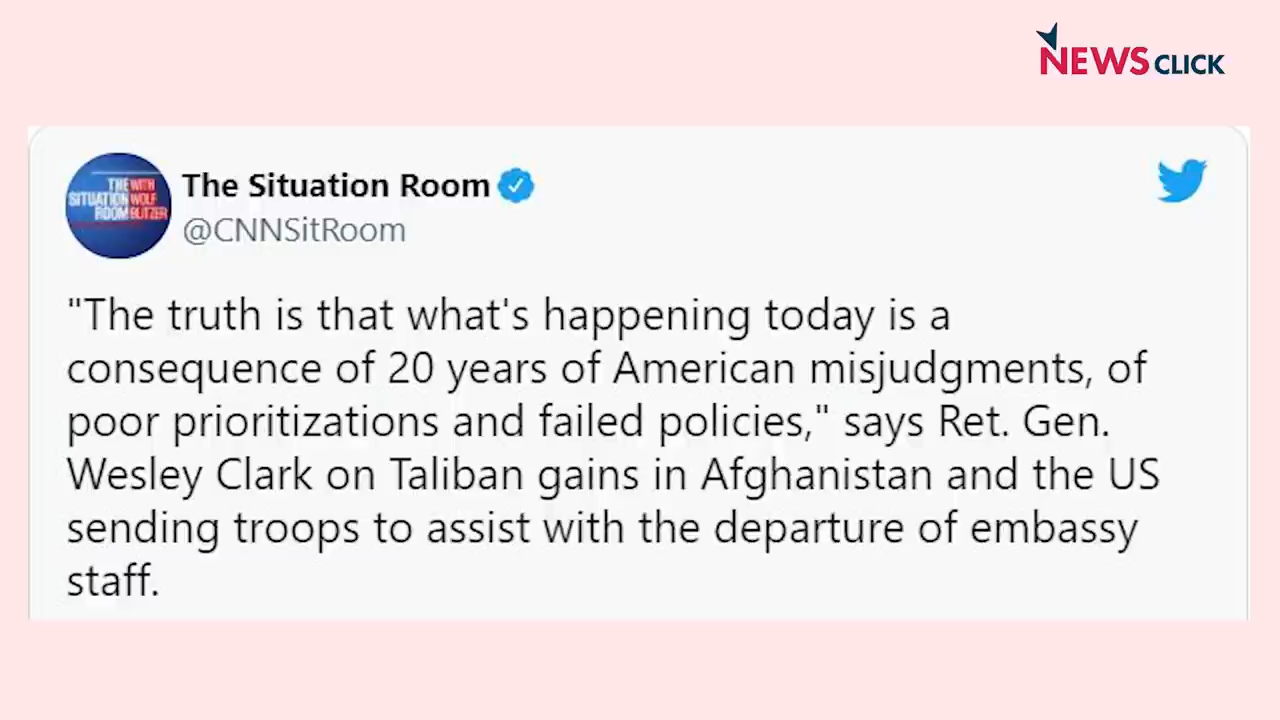 NEWS CLICK
THE WITH
SITUATION WOLF
ROOM BLITZER
The Situation Room
@CNNSitRoom
"The truth is that what's happening today is a
consequence of 20 years of American misjudgments, of
poor prioritizations and failed policies," says Ret. Gen.
Wesley Clark on Taliban gains in Afghanistan and the US
sending troops to assist with the departure of embassy
staff.